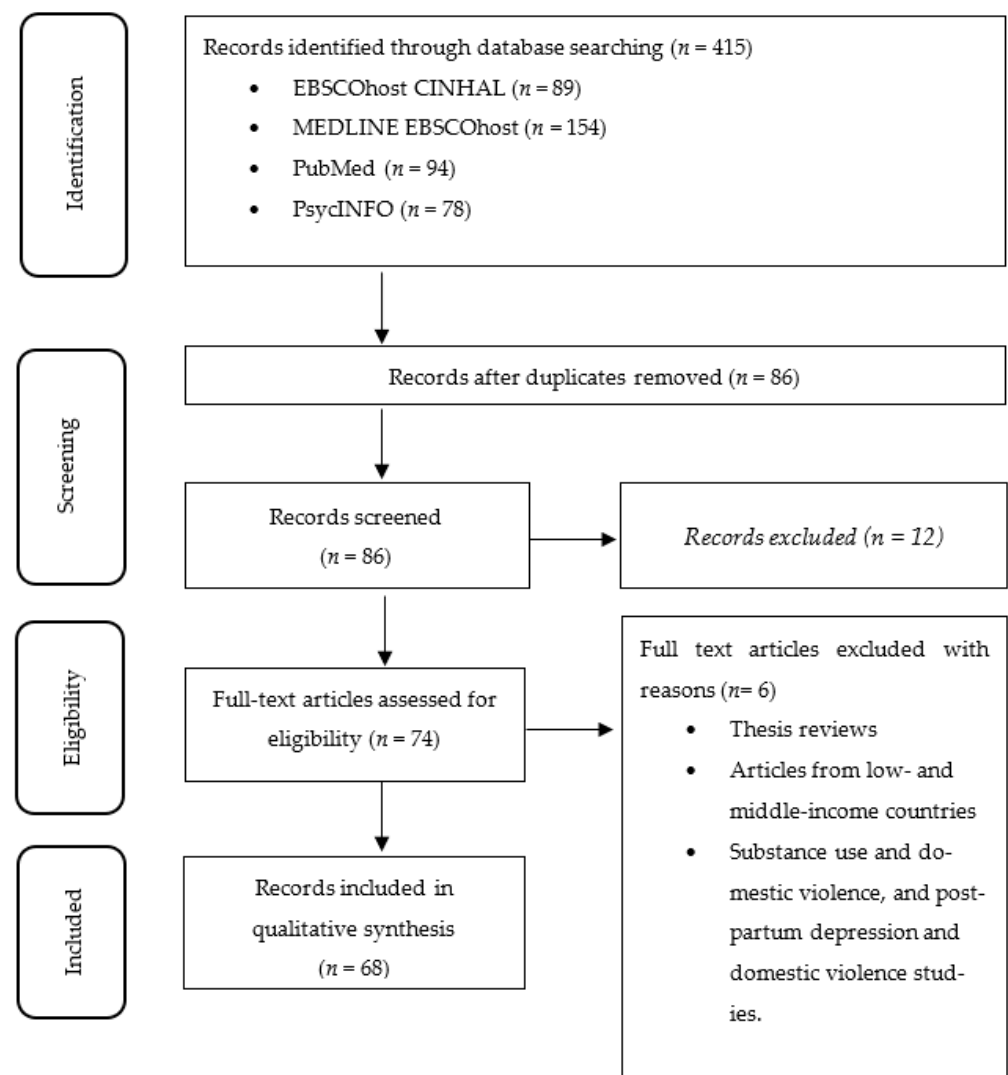 Identification
Records identified through database searching (n = 415)
• EBSCOhost CINHAL (n = 89)
• MEDLINE EBSCOhost (n = 154)
• PubMed (n = 94)
• PsycINFO (n = 78)
Screening
Records after duplicates removed (n = 86)
Records screened
(n = 86)
Records excluded (n = 12)
Eligibility
Full-text articles assessed for
eligibility (n = 74)
Full text articles excluded with
reasons (n= 6)
• Thesis reviews
• Articles from low- and
middle-income countries
• Substance use and do-
mestic violence, and post-
partum depression and
domestic violence stud-
ies.
Included
Records included in
qualitative synthesis
(n = 68)